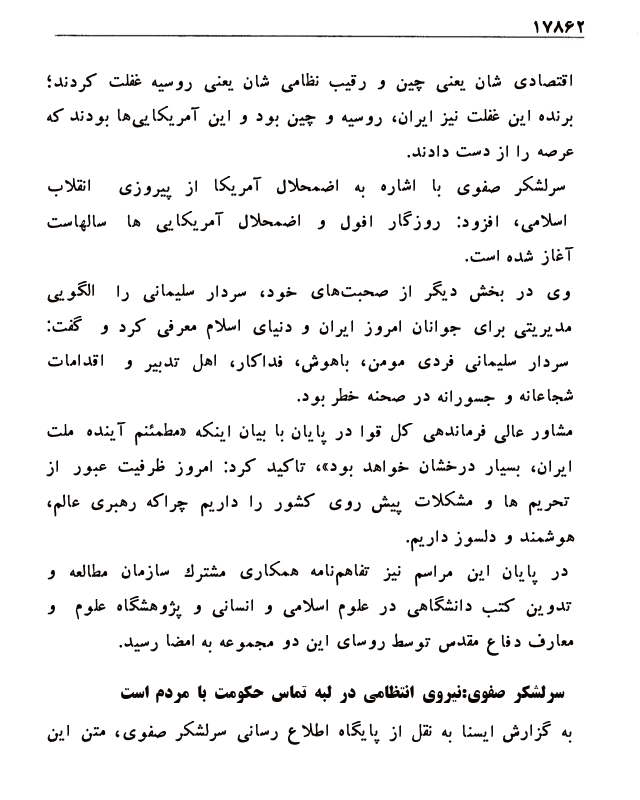 ۱۷۸۶۲
اقتصادی شان یعنی چین و رقیب نظامی شان یعنی روسیه غفلت کردند؛
برنده این غفلت نیز ایران، روسیه و چین بود و این آمریکایی‌ها بودند که
عرصه را از دست دادند.
سرلشکر صفوی با اشاره به اضمحلال آمریکا از پیروزی انقلاب
اسلامی، افزود: روزگار افول و اضمحلال آمریکایی ها سالهاست
آغاز شده است.
وی در بخش دیگر از صحبت‌های خود، سردار سلیمانی را الگویی
مدیریتی برای جوانان امروز ایران و دنیای اسلام معرفی کرد و گفت:
سردار سلیمانی فردی مومن، باهوش، فداکار، اهل تدبیر و اقدامات
شجاعانه و جسورانه در صحنه خطر بود.
مشاور عالی فرماندهی کل قوا در پایان با بیان اینکه «مطمئنم آینده ملت
ایران، بسیار درخشان خواهد بود»، تاکید کرد: امروز ظرفیت عبور از
تحریم ها و مشکلات پیش روی کشور را داریم چراکه رهبری عالم،
هوشمند و دلسوز داریم.
در پایان این مراسم نیز تفاهم‌نامه همکاری مشترك سازمان مطالعه و
تدوین کتب دانشگاهی در علوم اسلامی و انسانی و پژوهشگاه علوم و
معارف دفاع مقدس توسط روسای این دو مجموعه به امضا رسید.
سرلشکر صفوی:نیروی انتظامی در لبه تماس حکومت با مردم است
به گزارش ایسنا به نقل از پایگاه اطلاع رسانی سرلشکر صفوی، متن این